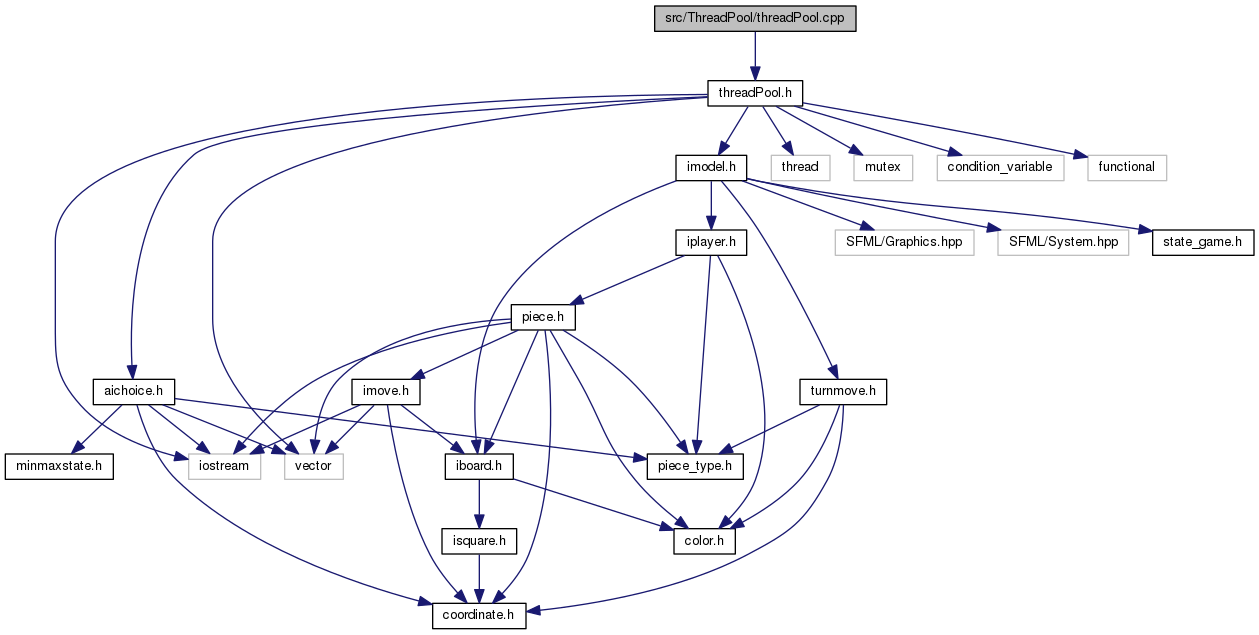 src/ThreadPool/threadPool.cpp
threadPool.h
imodel.h
thread
mutex
condition_variable
functional
iplayer.h
SFML/Graphics.hpp
SFML/System.hpp
state_game.h
piece.h
aichoice.h
imove.h
turnmove.h
minmaxstate.h
iostream
vector
iboard.h
piece_type.h
isquare.h
color.h
coordinate.h